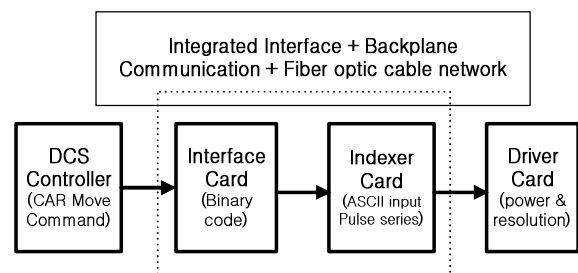 Integrated Interface + Backplane
Communication + Fiber optic cable network
DCS
Controller
(CAR Move
Command)
Interface
Card
(Binary
code)
Indexer
Card
(ASCII input
Pulse series)
Driver
Card
(power &
resolution)